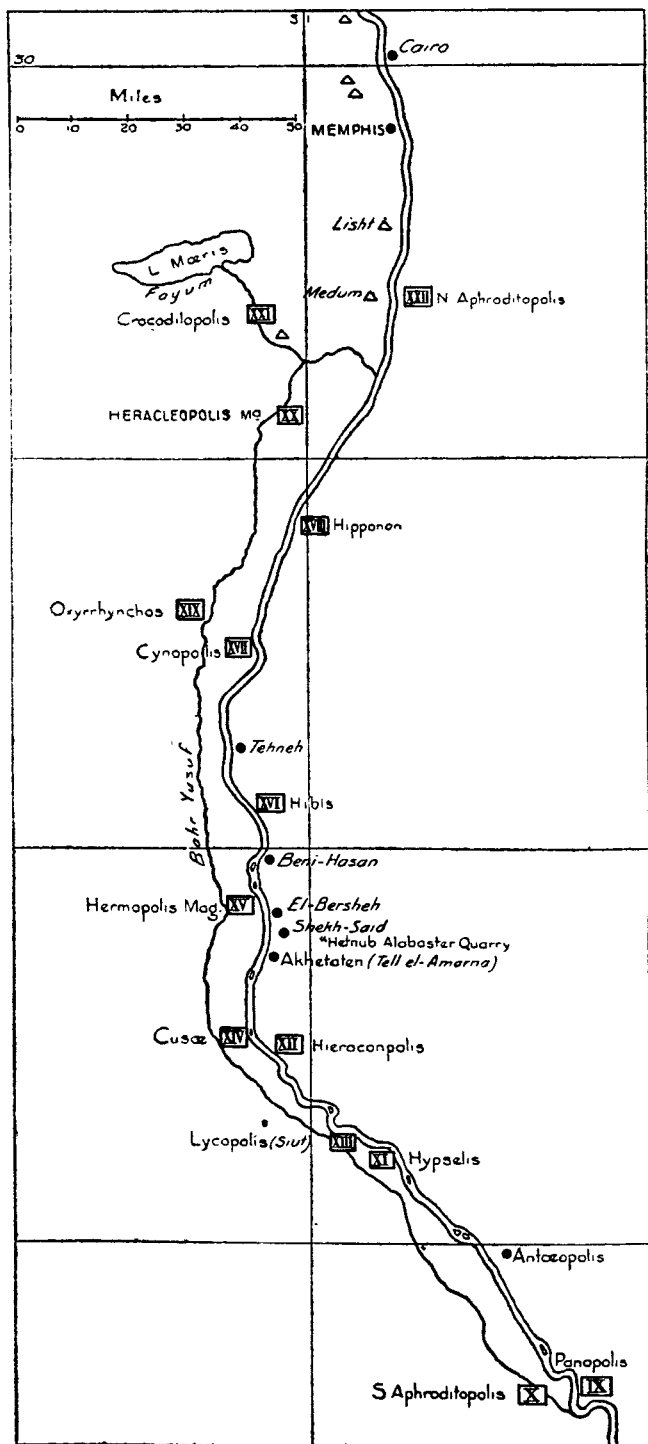 31
Cairo
30
Miles
0 10 20 30 40 50
MEMPHIS
Lisht
L Mœris
Fayum
Medum
XXII N Aphroditopolis
Crocodilopolis XXI
HERACLEOPOLIS Mag XX
XVIII Hipponon
Oxyrrhynchos XIX
Cynopolis XVII
Tehneh
Bahr Yusuf
XVI Hibis
Beni-Hasan
Hermopolis Mag. XV
El-Bersheh
Shekh-Said
*Hetnub Alabaster Quarry
Akhetaten (Tell el-Amarna)
Cusæ XIV
XII Hieraconpolis
Lycopolis (Siut) XIII
XI Hypselis
Antæopolis
Panopolis
S Aphroditopolis X IX